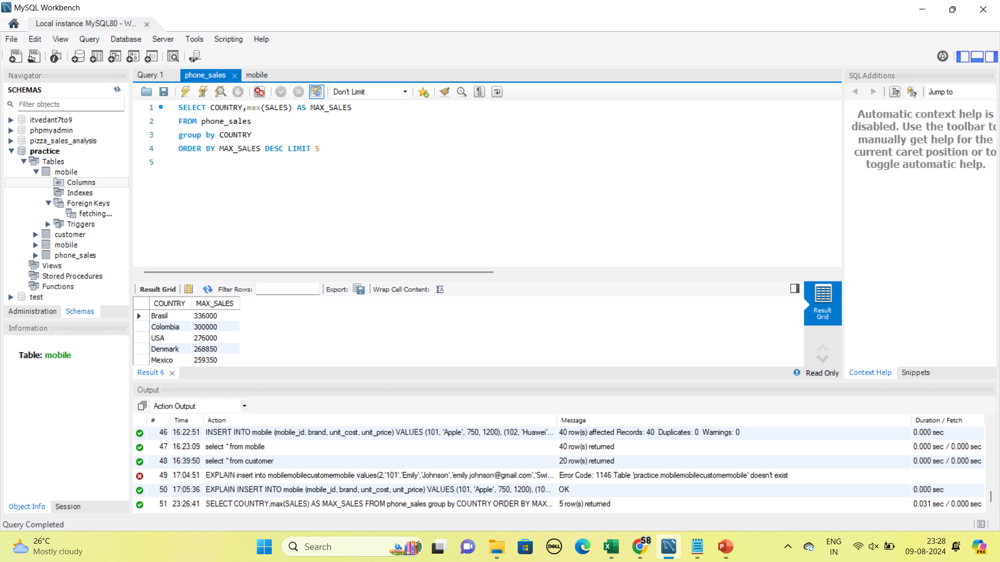 MySQL Workbench
Local instance MySQL80 - W...
File Edit View Query Database Server Tools Scripting Help
Navigator
SCHEMAS
Filter objects
itvedant7to9
phpmyadmin
pizza_sales_analysis
practice
Tables
mobile
Columns
Indexes
Foreign Keys
fetching...
Triggers
customer
mobile
phone_sales
Views
Stored Procedures
Functions
test
Administration Schemas
Information
Table: mobile
Object Info Session
Query 1 phone_sales mobile
Don't Limit
1 SELECT COUNTRY,max(SALES) AS MAX_SALES
2 FROM phone_sales
3 group by COUNTRY
4 ORDER BY MAX_SALES DESC LIMIT 5
5
Result Grid Filter Rows: Export: Wrap Cell Content:
COUNTRY MAX_SALES
Brasil 336000
Colombia 300000
USA 276000
Denmark 268850
Mexico 259350
Result Grid
Result 6
Read Only
SQLAdditions
Jump to
Automatic context help is
disabled. Use the toolbar to
manually get help for the
current caret position or to
toggle automatic help.
Context Help Snippets
Output
Action Output
# Time Action Message Duration / Fetch
46 16:22:51 INSERT INTO mobile (mobile_id, brand, unit_cost, unit_price) VALUES (101, 'Apple', 750, 1200), (102, 'Huawei'... 40 row(s) affected Records: 40 Duplicates: 0 Warnings: 0 0.000 sec
47 16:23:09 select * from mobile 40 row(s) returned 0.000 sec / 0.000 sec
48 16:39:50 select * from customer 20 row(s) returned 0.000 sec / 0.000 sec
49 17:04:51 EXPLAIN insert into mobilemobilecustomermobile values(2,'101','Emily','Johnson','emily.johnson@gmail.com','Swi... Error Code: 1146 Table 'practice.mobilemobilecustomermobile' doesn't exist
50 17:05:36 EXPLAIN INSERT INTO mobile (mobile_id, brand, unit_cost, unit_price) VALUES (101, 'Apple', 750, 1200), (10... OK 0.000 sec
51 23:26:41 SELECT COUNTRY,max(SALES) AS MAX_SALES FROM phone_sales group by COUNTRY ORDER BY MAX... 5 row(s) returned 0.031 sec / 0.000 sec
Query Completed
26°C
Mostly cloudy
Search
DELL
58
ENG
IN
23:28
09-08-2024
PRE